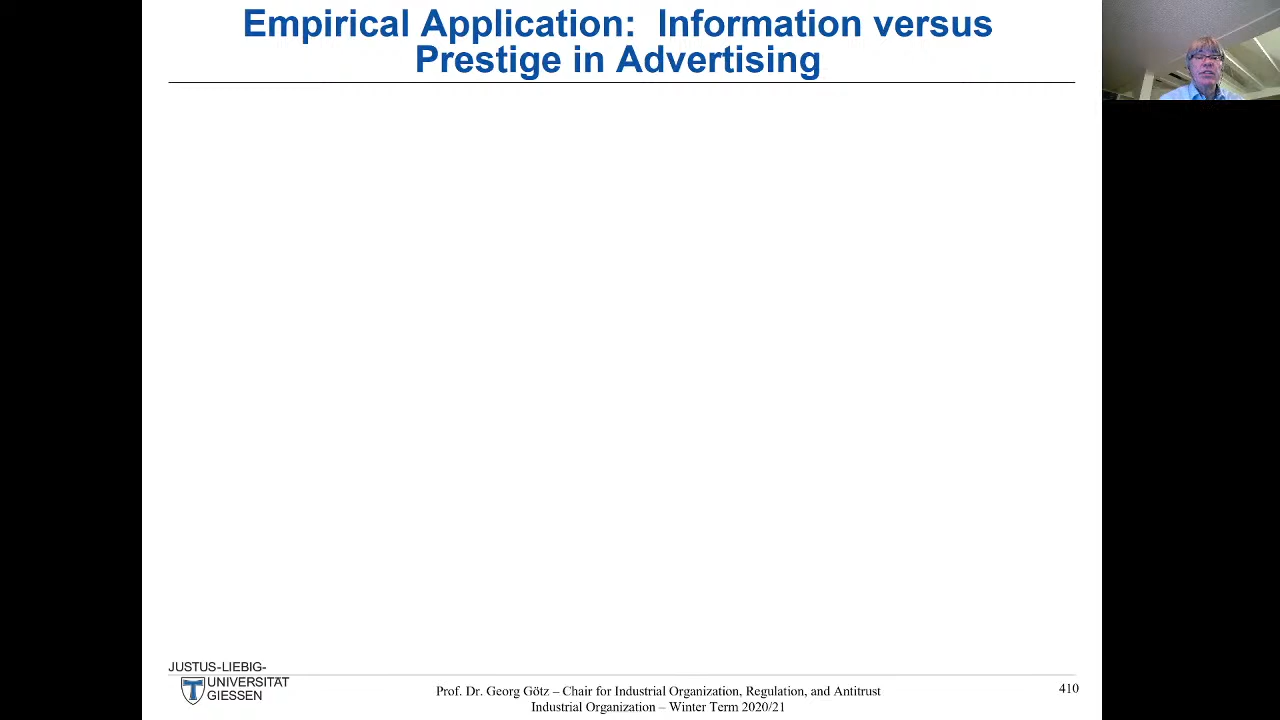 Empirical Application: Information versus
Prestige in Advertising
JUSTUS-LIEBIG-
UNIVERSITÄT
GIESSEN
Prof. Dr. Georg Götz – Chair for Industrial Organization, Regulation, and Antitrust
Industrial Organization – Winter Term 2020/21
410